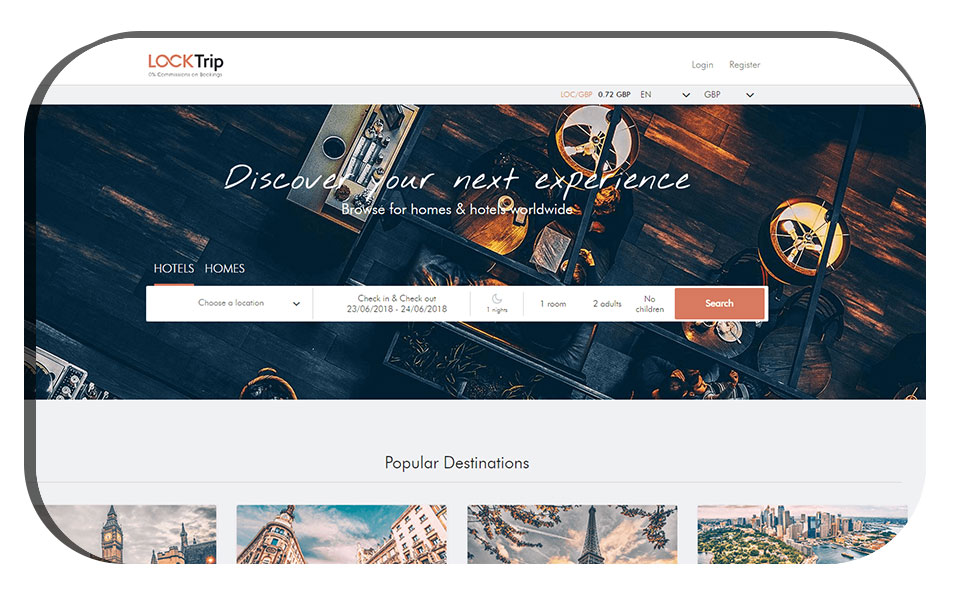 LOCKTrip
0% Commissions on Bookings
Login Register
LOC/GBP 0.72 GBP EN GBP
Discover your next experience
Browse for homes & hotels worldwide
HOTELS HOMES
Choose a location
Check in & Check out
23/06/2018 - 24/06/2018
1 nights
1 room
2 adults
No
children
Search
Popular Destinations